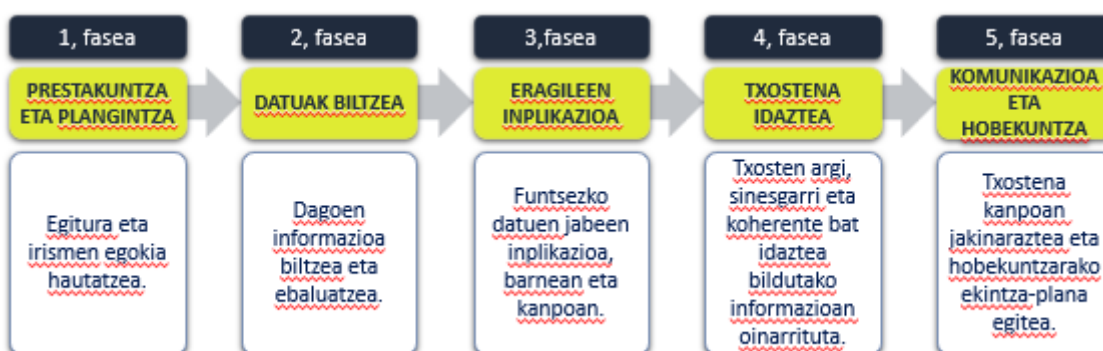 1, fasea
PRESTAKUNTZA
ETA PLANGINTZA
Egitura eta
irismen egokia
hautatzea.
2, fasea
DATUAK BILTZEA
Dagoen
informazioa
biltzea eta
ebaluatzea.
3,fasea
ERAGILEEN
INPLIKAZIOA
Funtsezko
datuen jabeen
inplikazioa,
barnean eta
kanpoan.
4, fasea
TXOSTENA
IDAZTEA
Txosten argi,
sinesgarri eta
koherente bat
idaztea
bildutako
informazioan
oinarrituta.
5, fasea
KOMUNIKAZIOA
ETA
HOBEKUNTZA
Txostena
kanpoan
jakinaraztea eta
hobekuntzarako
ekintza-plana
egitea.